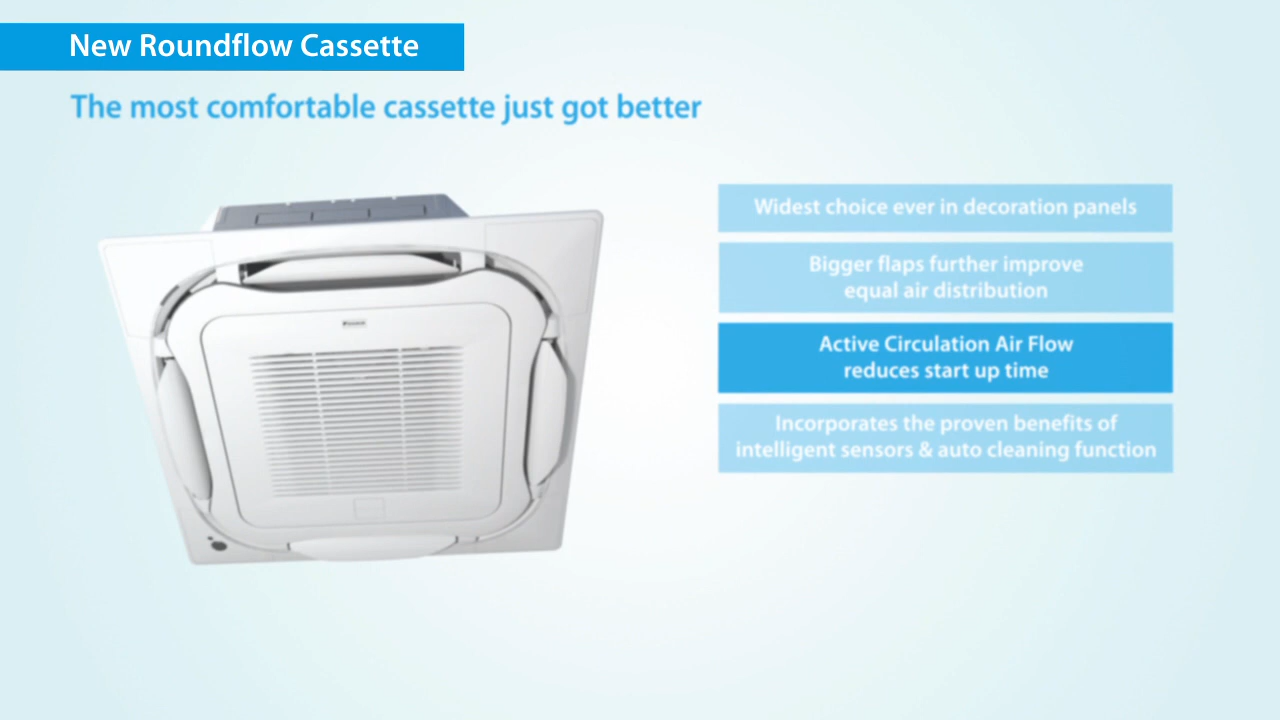 New Roundflow Cassette
The most comfortable cassette just got better
Widest choice ever in decoration panels
Bigger flaps further improve
equal air distribution
Active Circulation Air Flow
reduces start up time
Incorporates the proven benefits of
intelligent sensors & auto cleaning function